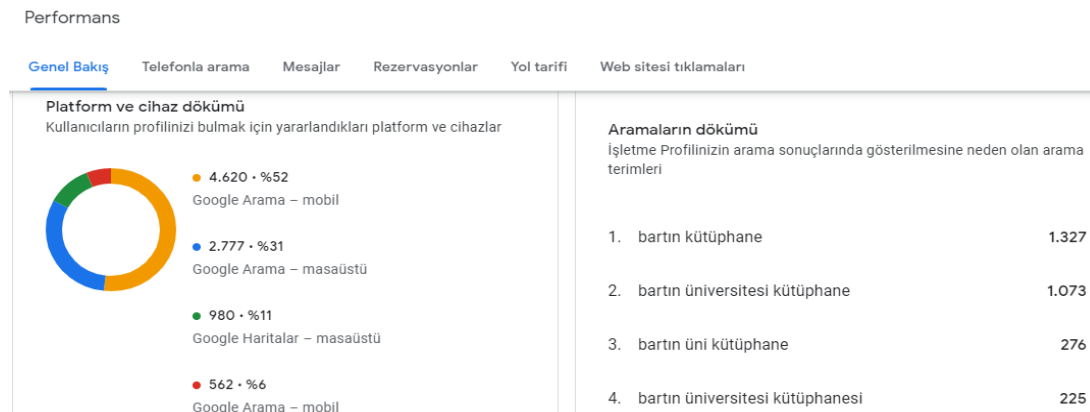 Performans
Genel Bakış
Telefonla arama
Mesajlar
Rezervasyonlar
Yol tarifi
Web sitesi tıklamaları
Platform ve cihaz dökümü
Kullanıcıların profilinizi bulmak için yararlandıkları platform ve cihazlar
4.620 · %52
Google Arama – mobil
2.777 · %31
Google Arama – masaüstü
980 · %11
Google Haritalar – masaüstü
562 · %6
Google Arama – mobil
Aramaların dökümü
İşletme Profilinizin arama sonuçlarında gösterilmesine neden olan arama
terimleri
1. bartın kütüphane 1.327
2. bartın üniversitesi kütüphane 1.073
3. bartın üni kütüphane 276
4. bartın üniversitesi kütüphanesi 225